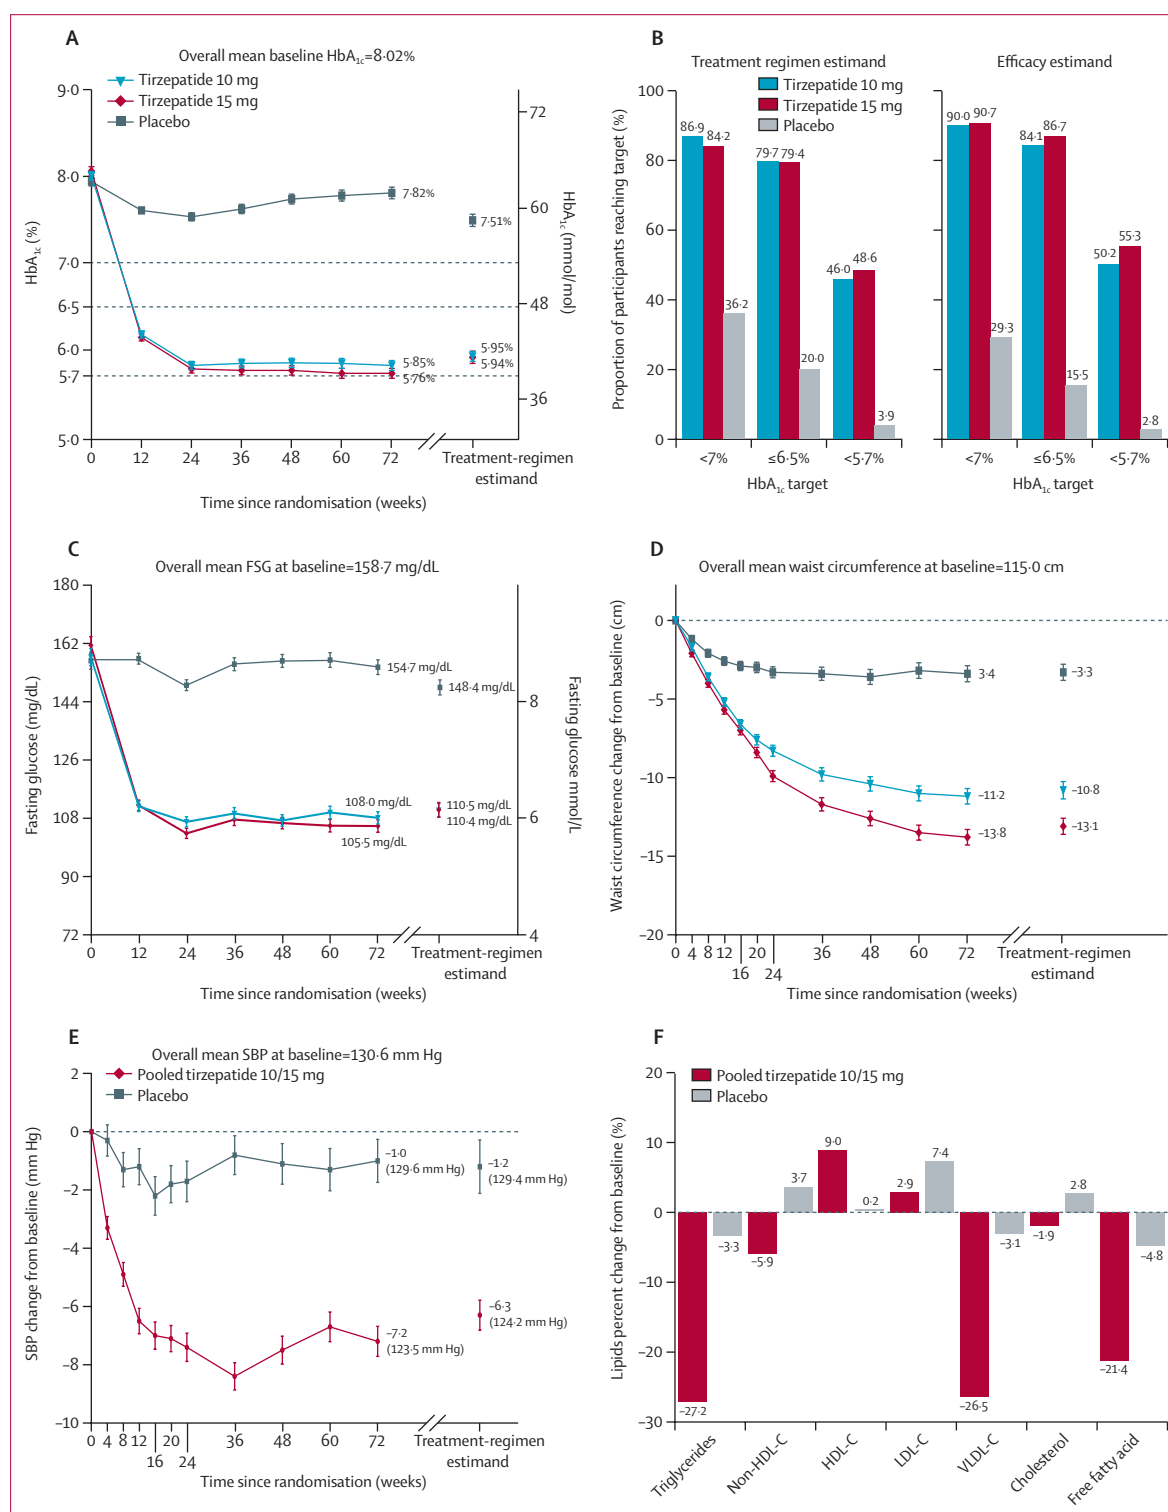 A
Overall mean baseline HbA1c=8·02%
Tirzepatide 10 mg
Tirzepatide 15 mg
Placebo
HbA1c (%)
9·0
8·0
7·0
6·5
6·0
5·7
5·0
72
60
48
36
HbA1c (mmol/mol)
7·82%
7·51%
5·85%
5·76%
5·95%
5·94%
0 12 24 36 48 60 72 Treatment-regimen
estimand
Time since randomisation (weeks)
B
Treatment regimen estimand
Efficacy estimand
Tirzepatide 10 mg
Tirzepatide 15 mg
Placebo
Proportion of participants reaching target (%)
100
80
60
40
20
0
86·9 84·2 36·2
79·7 79·4 20·0
46·0 48·6 3·9
90·0 90·7 29·3
84·1 86·7 15·5
50·2 55·3 2·8
<7% ≤6·5% <5·7%
HbA1c target
<7% ≤6·5% <5·7%
HbA1c target
C
Overall mean FSG at baseline=158·7 mg/dL
Fasting glucose (mg/dL)
180
162
144
126
108
90
72
8
6
4
Fasting glucose mmol/L
154·7 mg/dL
148·4 mg/dL
108·0 mg/dL
105·5 mg/dL
110·5 mg/dL
110·4 mg/dL
0 12 24 36 48 60 72 Treatment-regimen
estimand
Time since randomisation (weeks)
D
Overall mean waist circumference at baseline=115·0 cm
Waist circumference change from baseline (cm)
0
–5
–10
–15
–20
3·4
–3·3
–11·2
–10·8
–13·8
–13·1
0 4 8 12 20 36 48 60 72 Treatment-regimen
16 24 estimand
Time since randomisation (weeks)
E
Overall mean SBP at baseline=130·6 mm Hg
Pooled tirzepatide 10/15 mg
Placebo
SBP change from baseline (mm Hg)
2
0
–2
–4
–6
–8
–10
–1·0
(129·6 mm Hg)
–1·2
(129·4 mm Hg)
–7·2
(123·5 mm Hg)
–6·3
(124·2 mm Hg)
0 4 8 12 20 36 48 60 72 Treatment-regimen
16 24 estimand
Time since randomisation (weeks)
F
Pooled tirzepatide 10/15 mg
Placebo
Lipids percent change from baseline (%)
20
10
0
–10
–20
–30
–27·2 –3·3
–5·9 3·7
9·0 0·2
2·9 7·4
–26·5 –3·1
–1·9 2·8
–21·4 –4·8
Triglycerides
Non-HDL-C
HDL-C
LDL-C
VLDL-C
Cholesterol
Free fatty acid